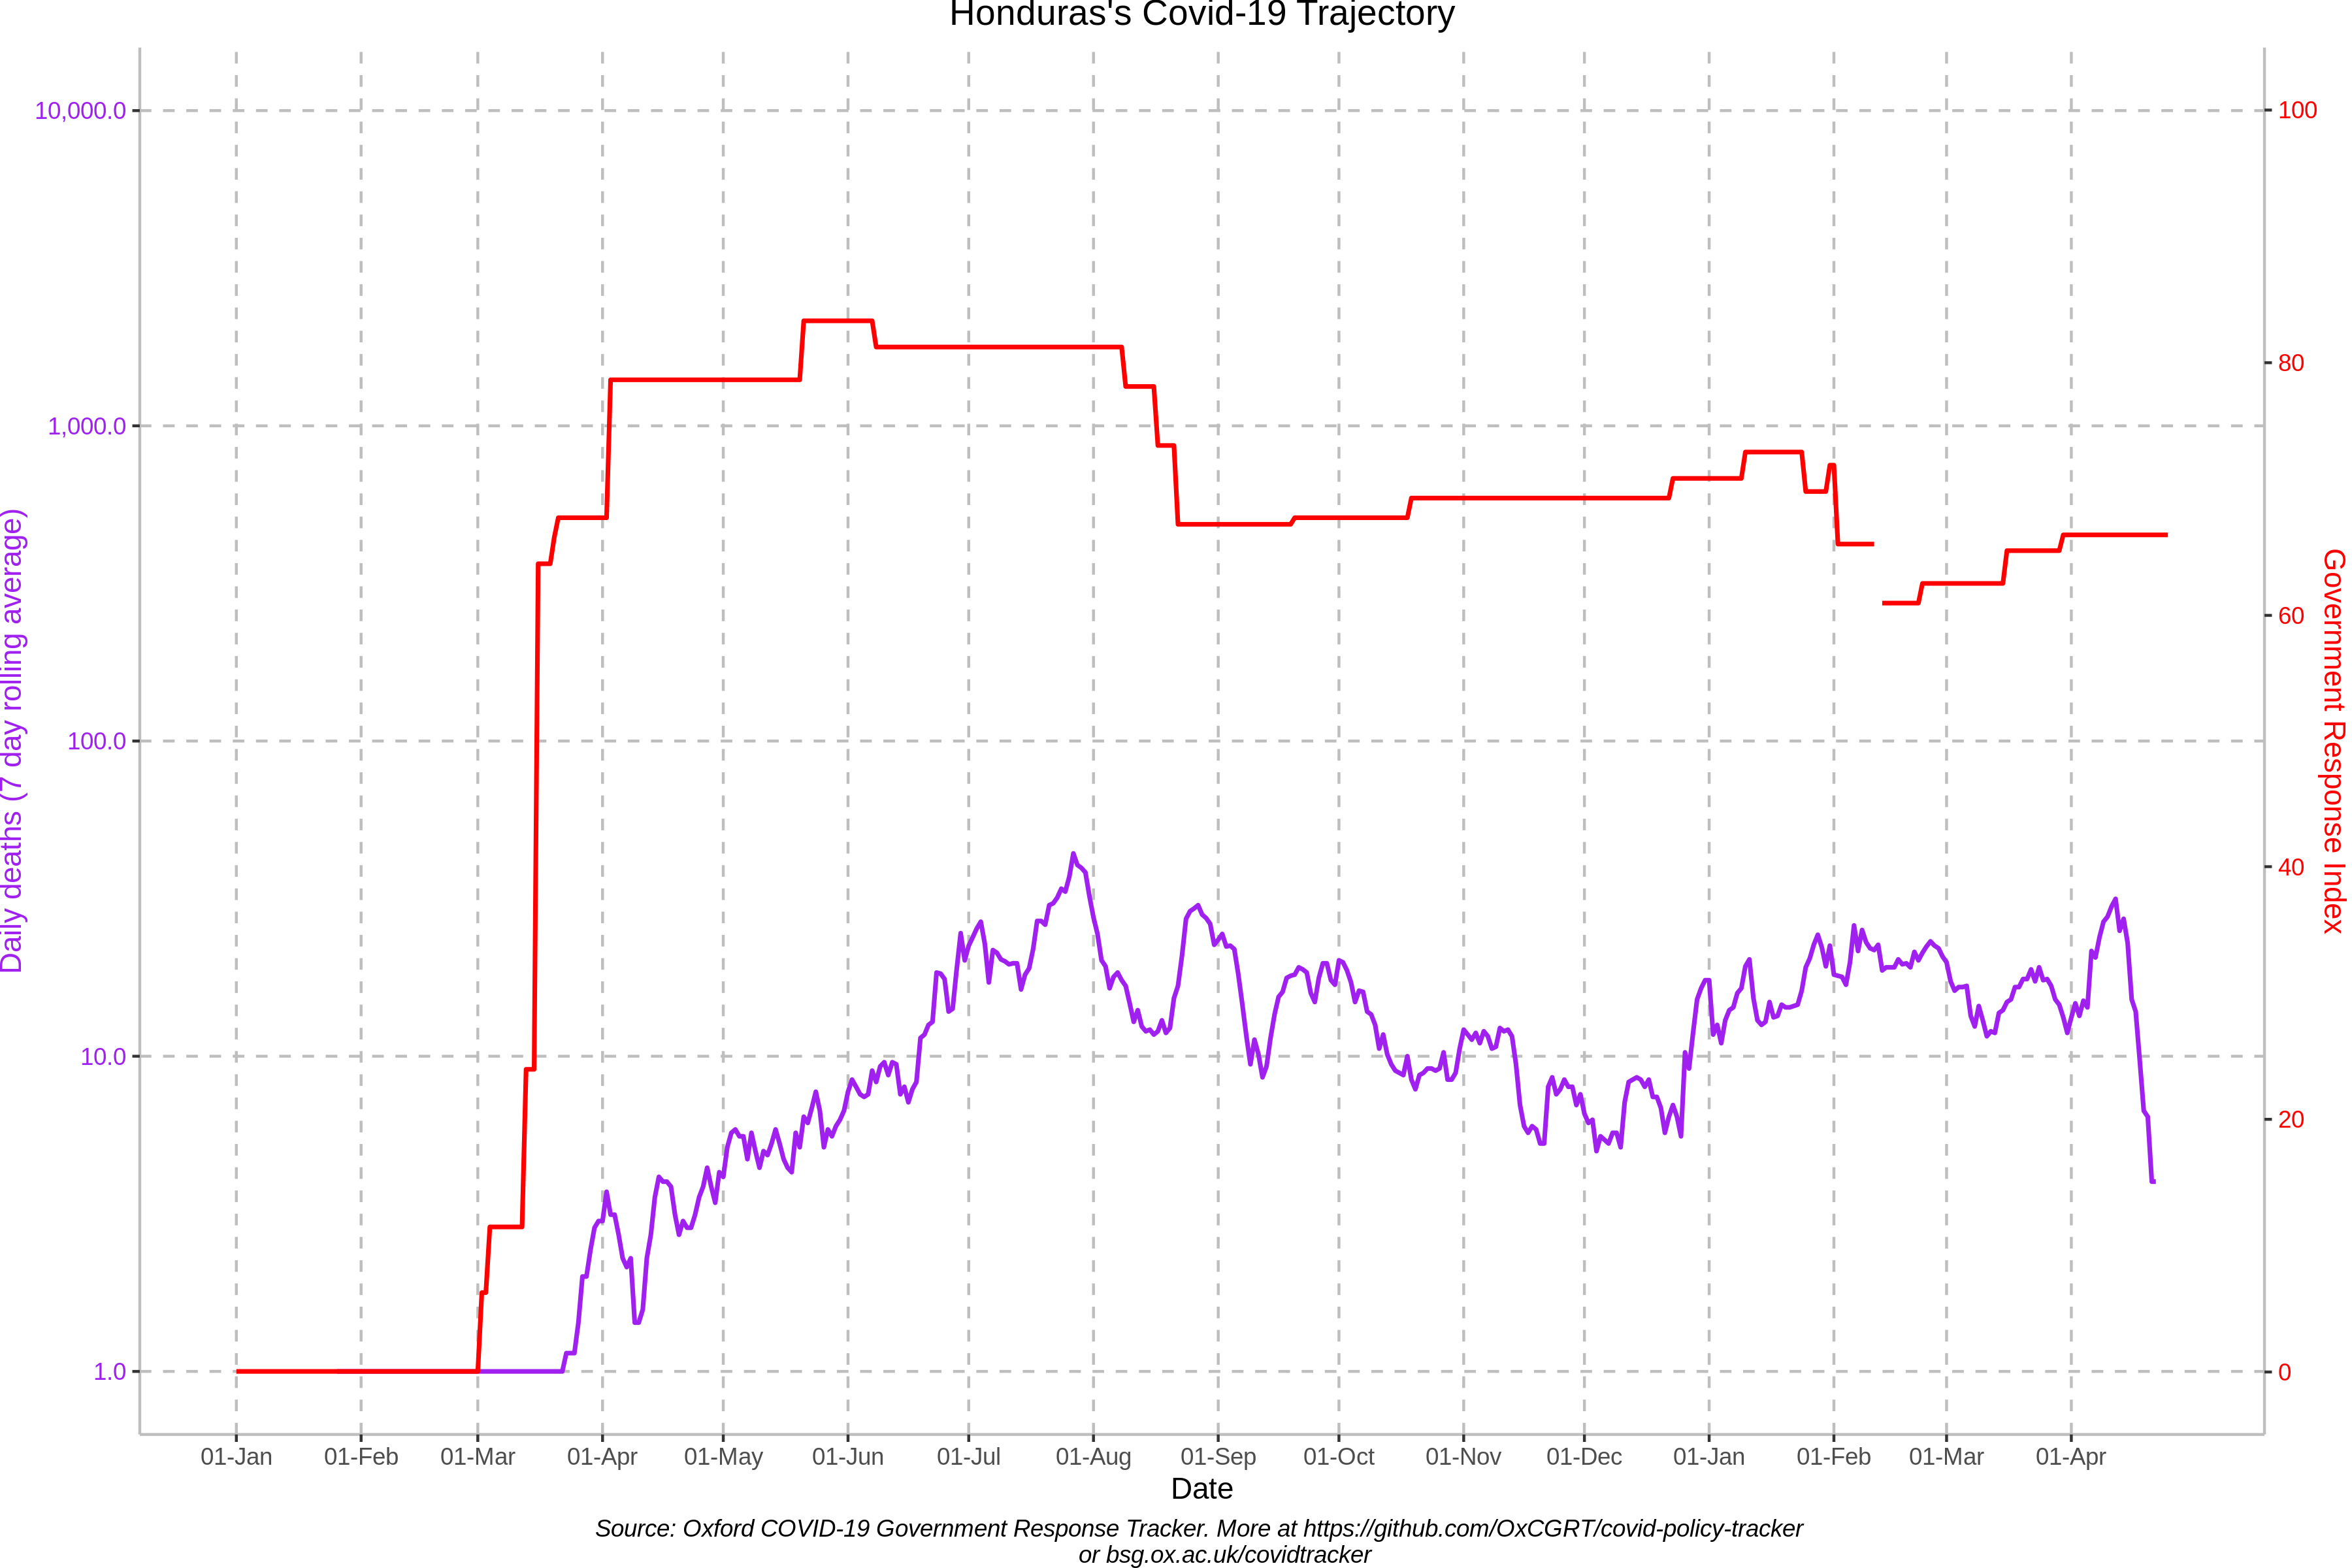 Honduras's Covid-19 Trajectory
10,000.0
1,000.0
100.0
10.0
1.0
Daily deaths (7 day rolling average)
100
80
60
40
20
0
Government Response Index
01-Jan 01-Feb 01-Mar 01-Apr 01-May 01-Jun 01-Jul 01-Aug 01-Sep 01-Oct 01-Nov 01-Dec 01-Jan 01-Feb 01-Mar 01-Apr
Date
Source: Oxford COVID-19 Government Response Tracker. More at https://github.com/OxCGRT/covid-policy-tracker
or bsg.ox.ac.uk/covidtracker